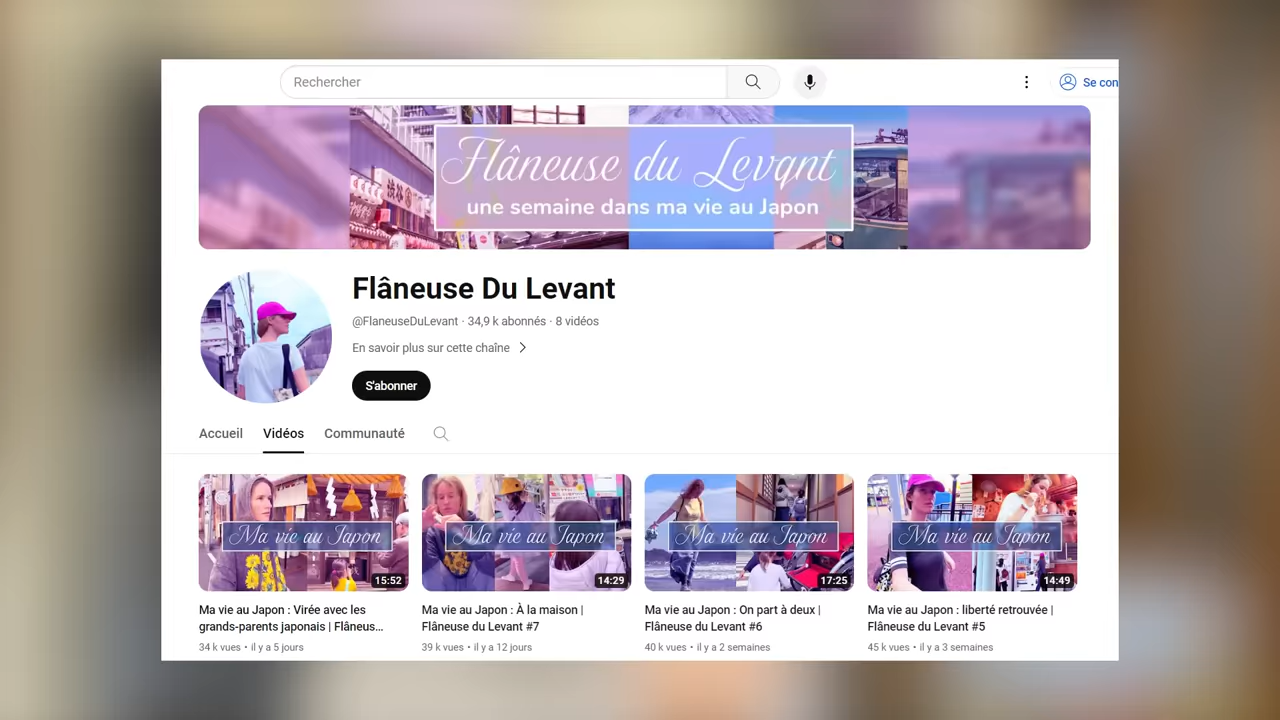 Rechercher
Se con
Flâneuse du Levant
une semaine dans ma vie au Japon
渋谷
Flâneuse Du Levant
@FlaneuseDuLevant · 34,9 k abonnés · 8 vidéos
En savoir plus sur cette chaîne
S'abonner
Accueil Vidéos Communauté
Ma vie au Japon Ma vie au Japon Ma vie au Japon Ma vie au Japon
15:52 14:29 17:25 14:49
Ma vie au Japon : Virée avec les
grands-parents japonais | Flâneus...
34 k vues • il y a 5 jours
Ma vie au Japon : À la maison |
Flâneuse du Levant #7
39 k vues • il y a 12 jours
Ma vie au Japon : On part à deux |
Flâneuse du Levant #6
40 k vues • il y a 2 semaines
Ma vie au Japon : liberté retrouvée |
Flâneuse du Levant #5
45 k vues • il y a 3 semaines